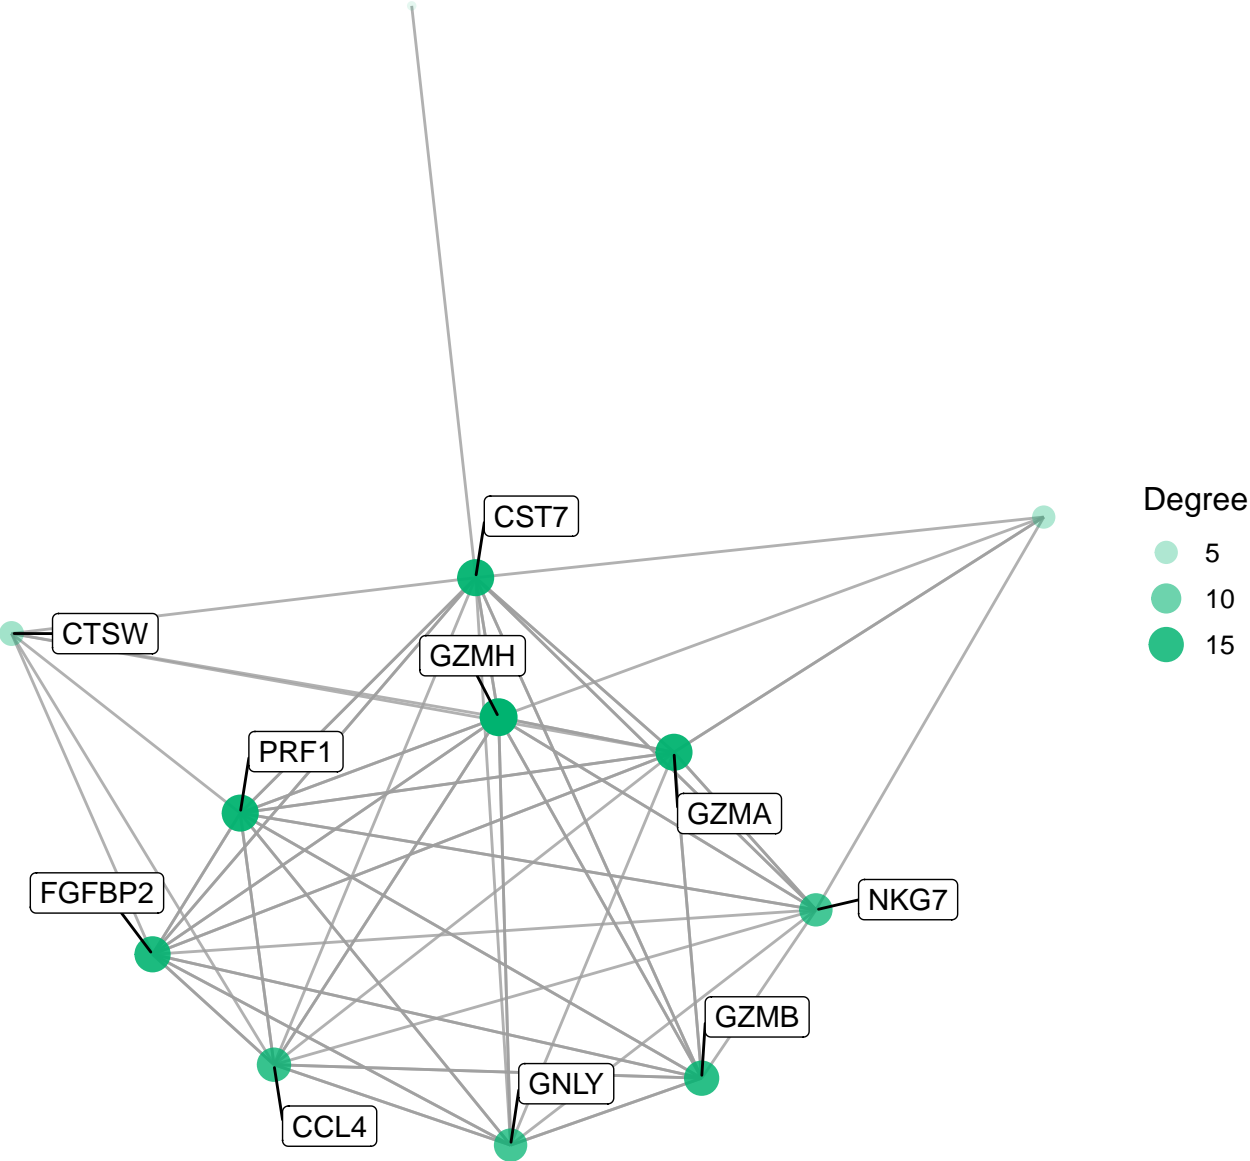 CST7
Degree
5
10
15
CTSW
GZMH
PRF1
GZMA
FGFBP2
NKG7
GZMB
GNLY
CCL4